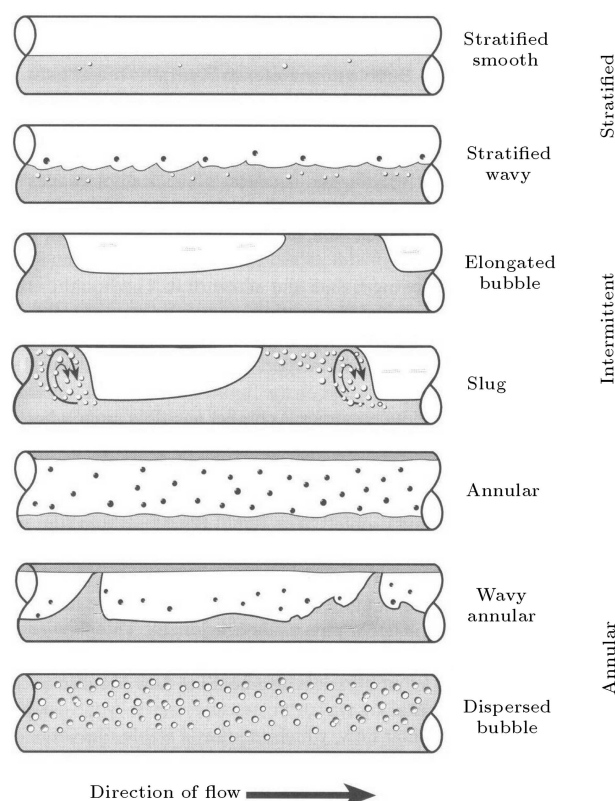 Stratified
smooth
Stratified
Stratified
wavy
Elongated
bubble
Intermittent
Slug
Annular
Wavy
annular
Annular
Dispersed
bubble
Direction of flow